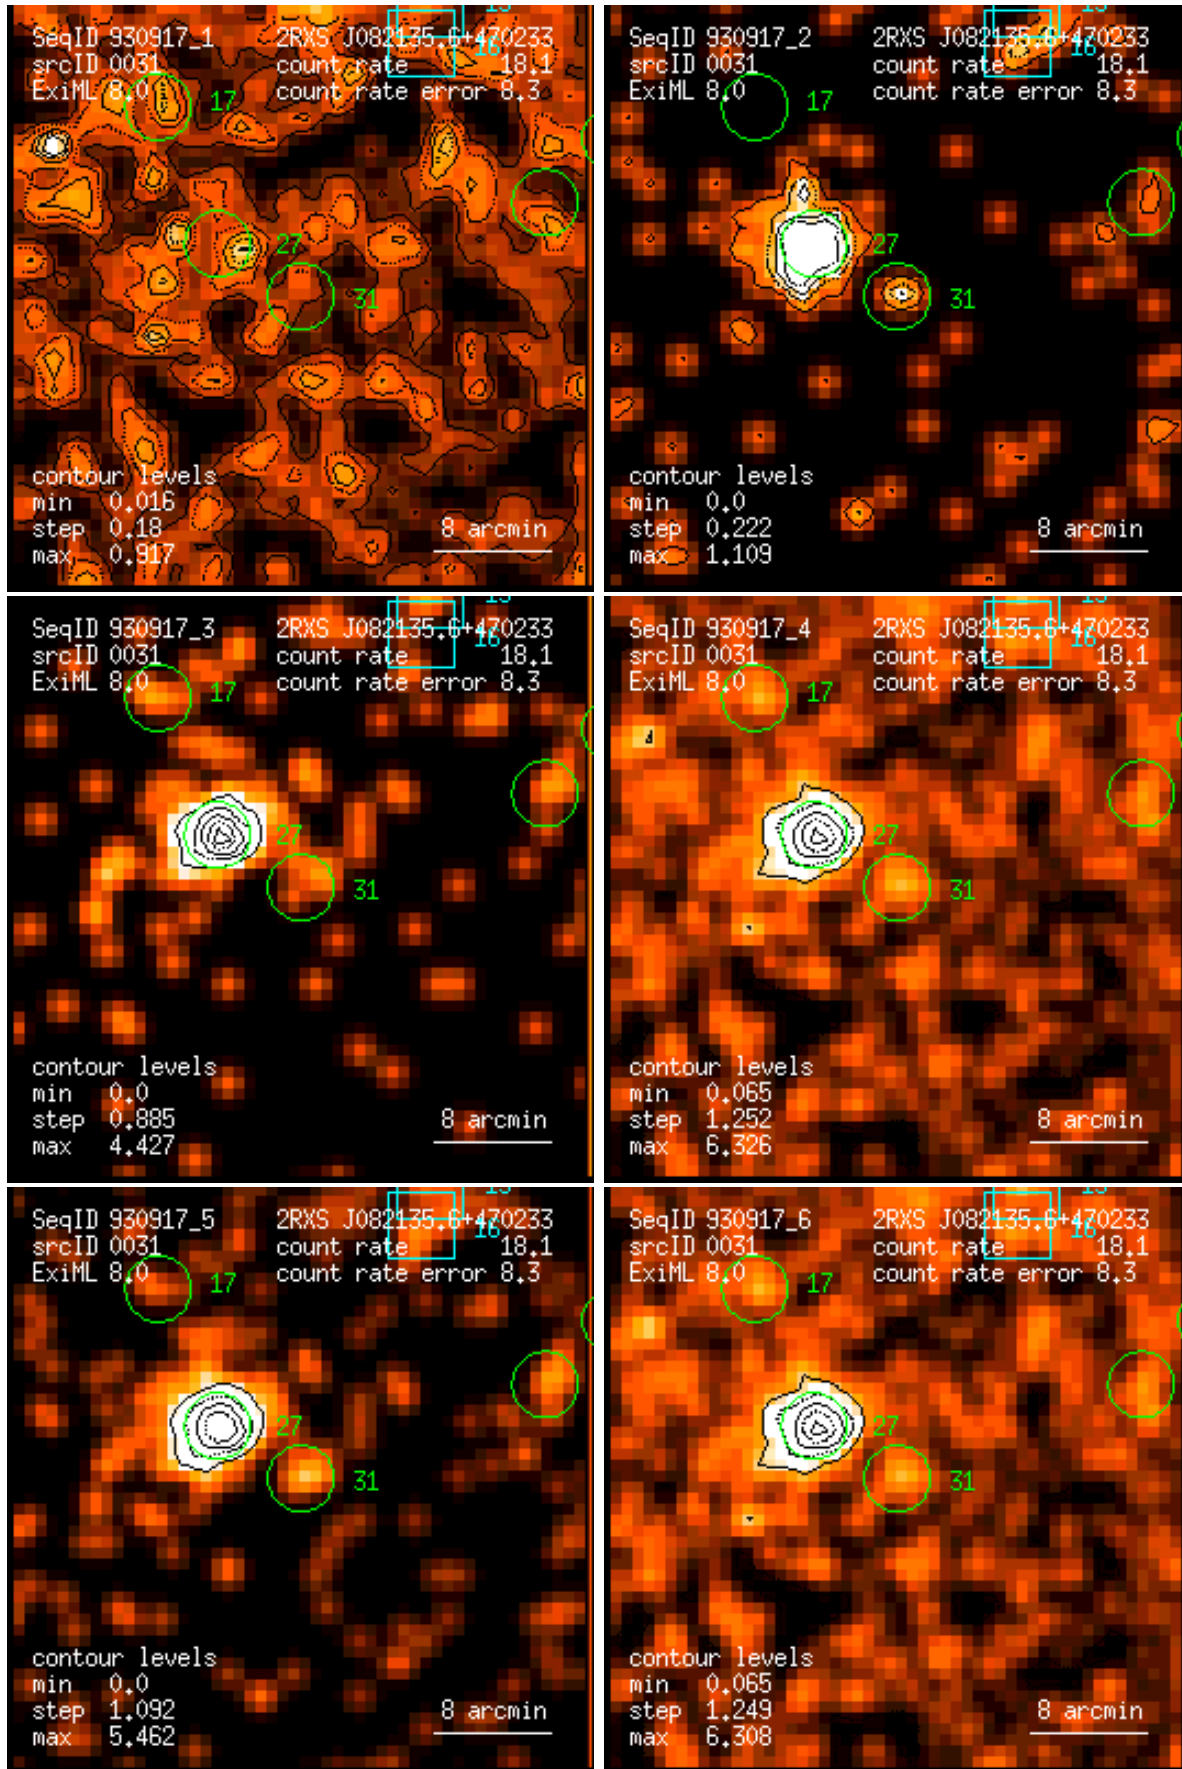 SeqID 930917_1 2RXS J082135.6+470233
srcID 0031 count rate 18.1
ExiML 8.0 count rate error 8.3
16
17
27
31
contour levels
min 0.016
step 0.18 8 arcmin
max 0.917
SeqID 930917_2 2RXS J082135.6+470233
srcID 0031 count rate 18.1
ExiML 8.0 count rate error 8.3
16
17
27
31
contour levels
min 0.0
step 0.222 8 arcmin
max 1.109
SeqID 930917_3 2RXS J082135.6+470233
srcID 0031 count rate 18.1
ExiML 8.0 count rate error 8.3
16
17
27
31
contour levels
min 0.0
step 0.885 8 arcmin
max 4.427
SeqID 930917_4 2RXS J082135.6+470233
srcID 0031 count rate 18.1
ExiML 8.0 count rate error 8.3
16
17
27
31
contour levels
min 0.065
step 1.252 8 arcmin
max 6.326
SeqID 930917_5 2RXS J082135.6+470233
srcID 0031 count rate 18.1
ExiML 8.0 count rate error 8.3
16
17
27
31
contour levels
min 0.0
step 1.092 8 arcmin
max 5.462
SeqID 930917_6 2RXS J082135.6+470233
srcID 0031 count rate 18.1
ExiML 8.0 count rate error 8.3
16
17
27
31
contour levels
min 0.065
step 1.249 8 arcmin
max 6.308